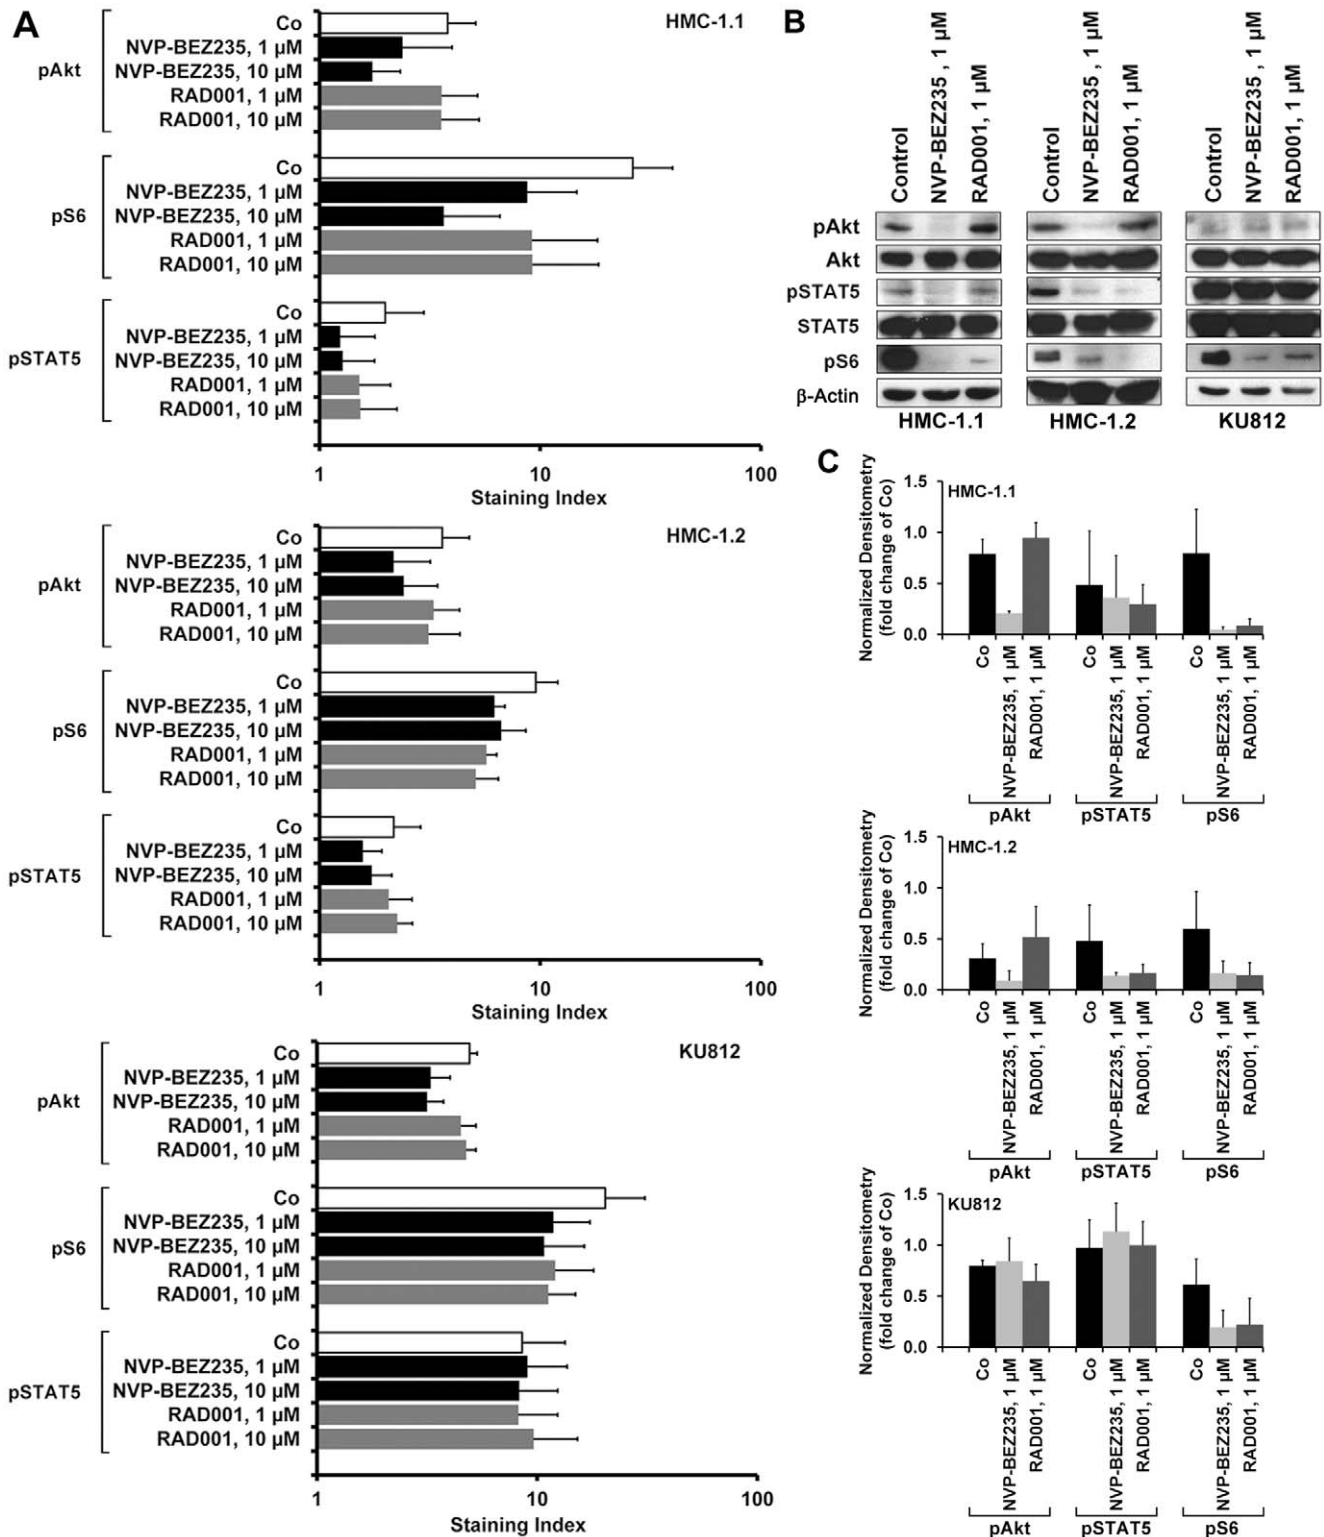 A
HMC-1.1
pAkt
Co
NVP-BEZ235, 1 µM
NVP-BEZ235, 10 µM
RAD001, 1 µM
RAD001, 10 µM
pS6
Co
NVP-BEZ235, 1 µM
NVP-BEZ235, 10 µM
RAD001, 1 µM
RAD001, 10 µM
pSTAT5
Co
NVP-BEZ235, 1 µM
NVP-BEZ235, 10 µM
RAD001, 1 µM
RAD001, 10 µM
1 10 100
Staining Index
HMC-1.2
pAkt
Co
NVP-BEZ235, 1 µM
NVP-BEZ235, 10 µM
RAD001, 1 µM
RAD001, 10 µM
pS6
Co
NVP-BEZ235, 1 µM
NVP-BEZ235, 10 µM
RAD001, 1 µM
RAD001, 10 µM
pSTAT5
Co
NVP-BEZ235, 1 µM
NVP-BEZ235, 10 µM
RAD001, 1 µM
RAD001, 10 µM
1 10 100
Staining Index
KU812
pAkt
Co
NVP-BEZ235, 1 µM
NVP-BEZ235, 10 µM
RAD001, 1 µM
RAD001, 10 µM
pS6
Co
NVP-BEZ235, 1 µM
NVP-BEZ235, 10 µM
RAD001, 1 µM
RAD001, 10 µM
pSTAT5
Co
NVP-BEZ235, 1 µM
NVP-BEZ235, 10 µM
RAD001, 1 µM
RAD001, 10 µM
1 10 100
Staining Index
B
Control
NVP-BEZ235 , 1 µM
RAD001, 1 µM
Control
NVP-BEZ235 , 1 µM
RAD001, 1 µM
Control
NVP-BEZ235, 1 µM
RAD001, 1 µM
pAkt
Akt
pSTAT5
STAT5
pS6
β-Actin
HMC-1.1 HMC-1.2 KU812
C
Normalized Densitometry
(fold change of Co)
HMC-1.1
1.5
1.0
0.5
0.0
Co
NVP-BEZ235, 1 µM
RAD001, 1 µM
Co
NVP-BEZ235, 1 µM
RAD001, 1 µM
Co
NVP-BEZ235, 1 µM
RAD001, 1 µM
pAkt pSTAT5 pS6
Normalized Densitometry
(fold change of Co)
HMC-1.2
1.5
1.0
0.5
0.0
Co
NVP-BEZ235, 1 µM
RAD001, 1 µM
Co
NVP-BEZ235, 1 µM
RAD001, 1 µM
Co
NVP-BEZ235, 1 µM
RAD001, 1 µM
pAkt pSTAT5 pS6
Normalized Densitometry
(fold change of Co)
KU812
1.5
1.0
0.5
0.0
Co
NVP-BEZ235, 1 µM
RAD001, 1 µM
Co
NVP-BEZ235, 1 µM
RAD001, 1 µM
Co
NVP-BEZ235, 1 µM
RAD001, 1 µM
pAkt pSTAT5 pS6